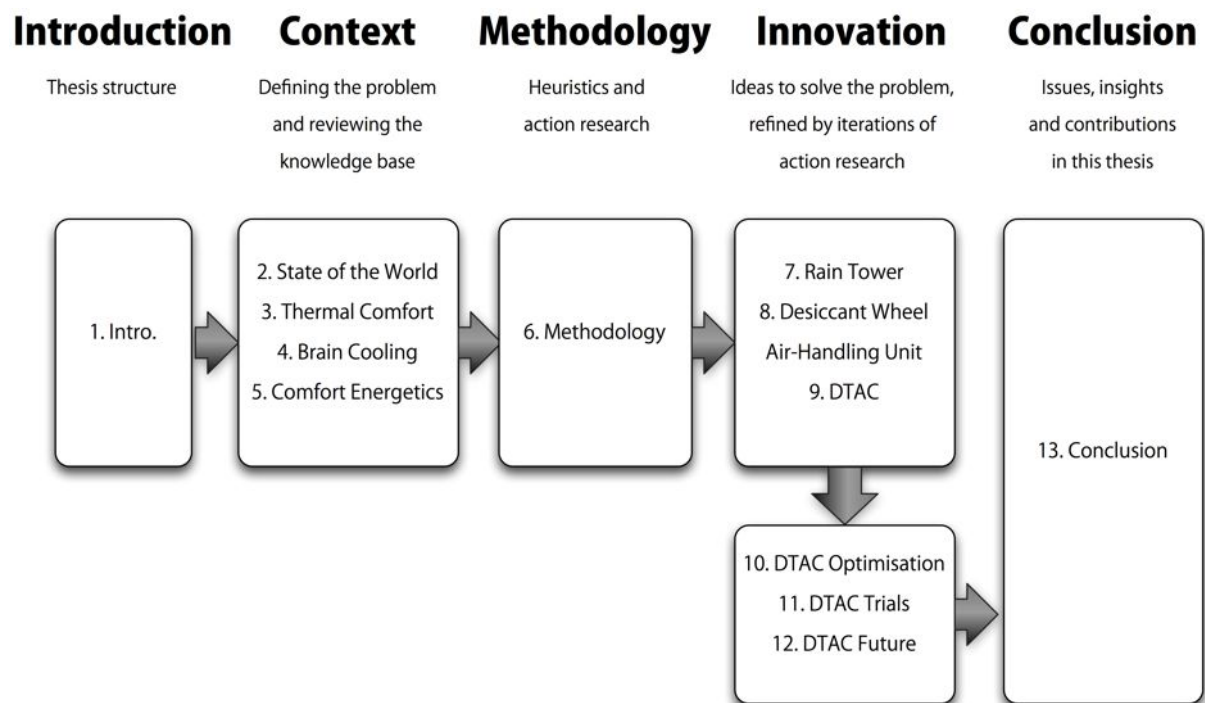 Introduction
Context
Methodology
Innovation
Conclusion
Thesis structure
Defining the problem
and reviewing the
knowledge base
Heuristics and
action research
Ideas to solve the problem,
refined by iterations of
action research
Issues, insights
and contributions
in this thesis
1. Intro.
2. State of the World
3. Thermal Comfort
4. Brain Cooling
5. Comfort Energetics
6. Methodology
7. Rain Tower
8. Desiccant Wheel
Air-Handling Unit
9. DTAC
10. DTAC Optimisation
11. DTAC Trials
12. DTAC Future
13. Conclusion